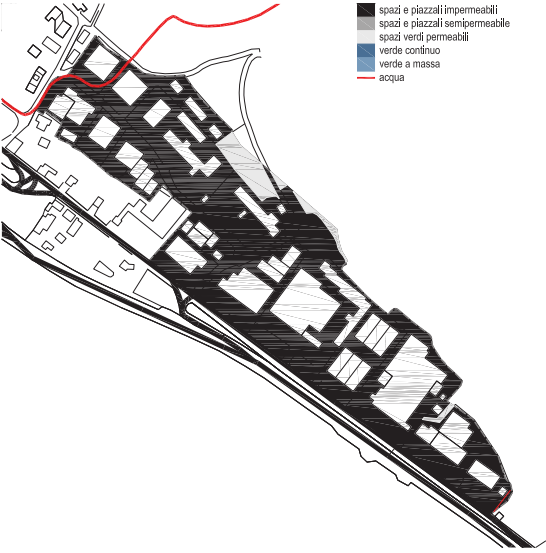 spazi e piazzali impermeabili
spazi e piazzali semipermeabile
spazi verdi permeabili
verde continuo
verde a massa
acqua